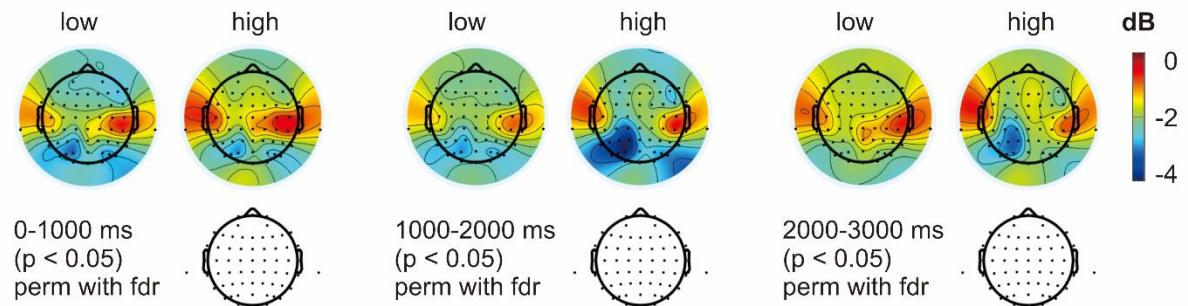 low high low high low high dB
0
-2
-4
0-1000 ms
(p < 0.05)
perm with fdr
1000-2000 ms
(p < 0.05)
perm with fdr
2000-3000 ms
(p < 0.05)
perm with fdr